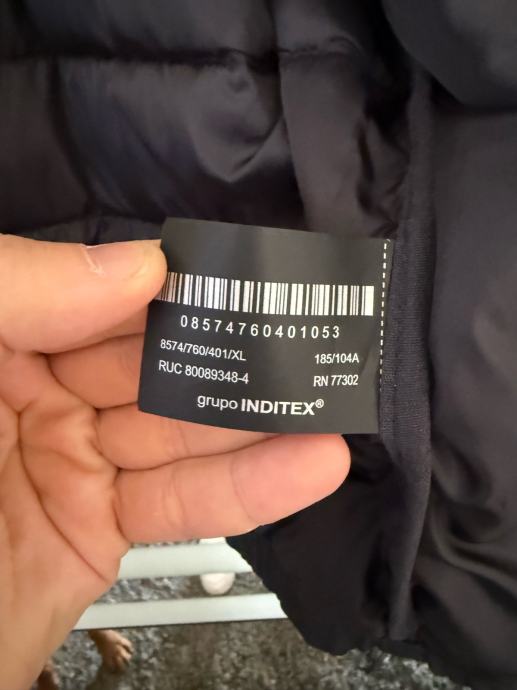 08574760401053
8574/760/401/XL 185/104A
RUC 80089348-4 RN 77302
grupo INDITEX®